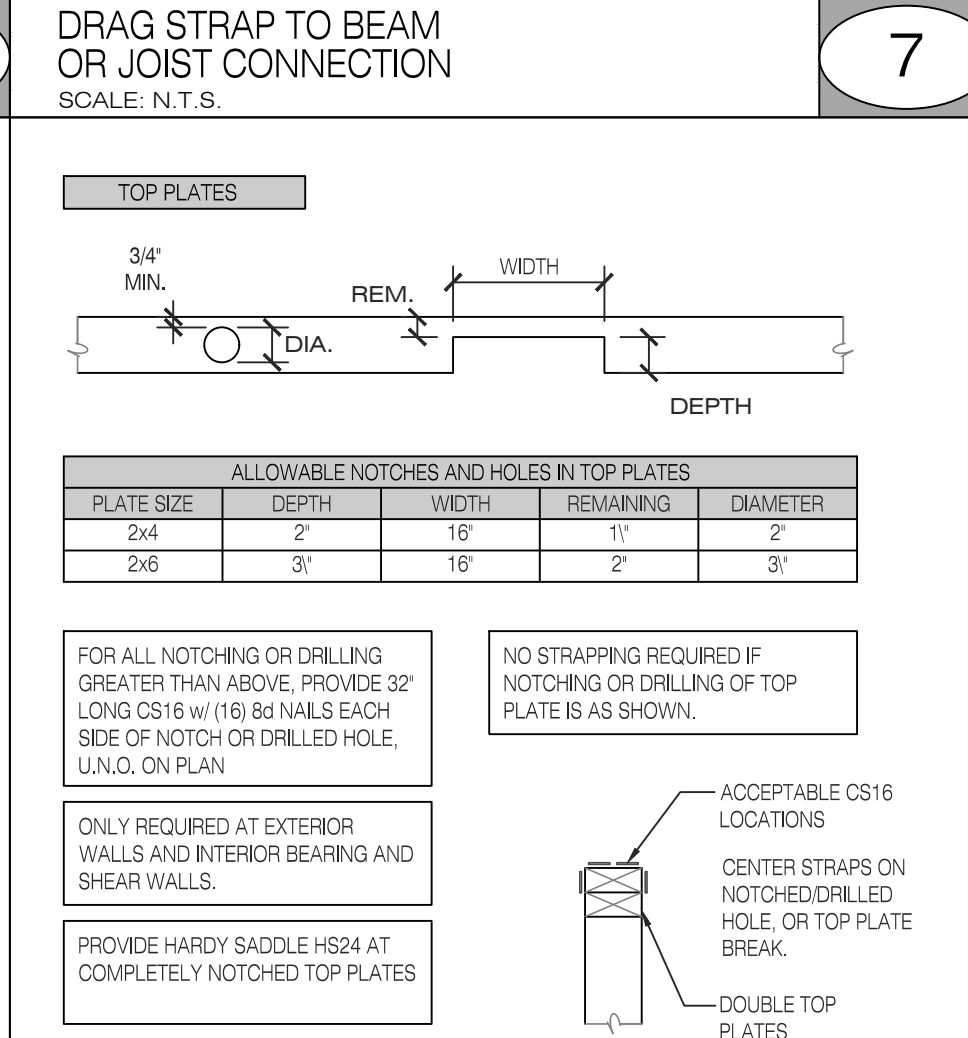 DRAG STRAP TO BEAM
OR JOIST CONNECTION
SCALE: N.T.S.
7
TOP PLATES
3/4"
MIN.
REM.
WIDTH
DIA.
DEPTH
ALLOWABLE NOTCHES AND HOLES IN TOP PLATES
PLATE SIZE DEPTH WIDTH REMAINING DIAMETER
2x4 2" 16" 1\" 2"
2x6 3\" 16" 2" 3\"
FOR ALL NOTCHING OR DRILLING
GREATER THAN ABOVE, PROVIDE 32"
LONG CS16 w/ (16) 8d NAILS EACH
SIDE OF NOTCH OR DRILLED HOLE,
U.N.O. ON PLAN
NO STRAPPING REQUIRED IF
NOTCHING OR DRILLING OF TOP
PLATE IS AS SHOWN.
ONLY REQUIRED AT EXTERIOR
WALLS AND INTERIOR BEARING AND
SHEAR WALLS.
PROVIDE HARDY SADDLE HS24 AT
COMPLETELY NOTCHED TOP PLATES
ACCEPTABLE CS16
LOCATIONS
CENTER STRAPS ON
NOTCHED/DRILLED
HOLE, OR TOP PLATE
BREAK.
DOUBLE TOP
PLATES